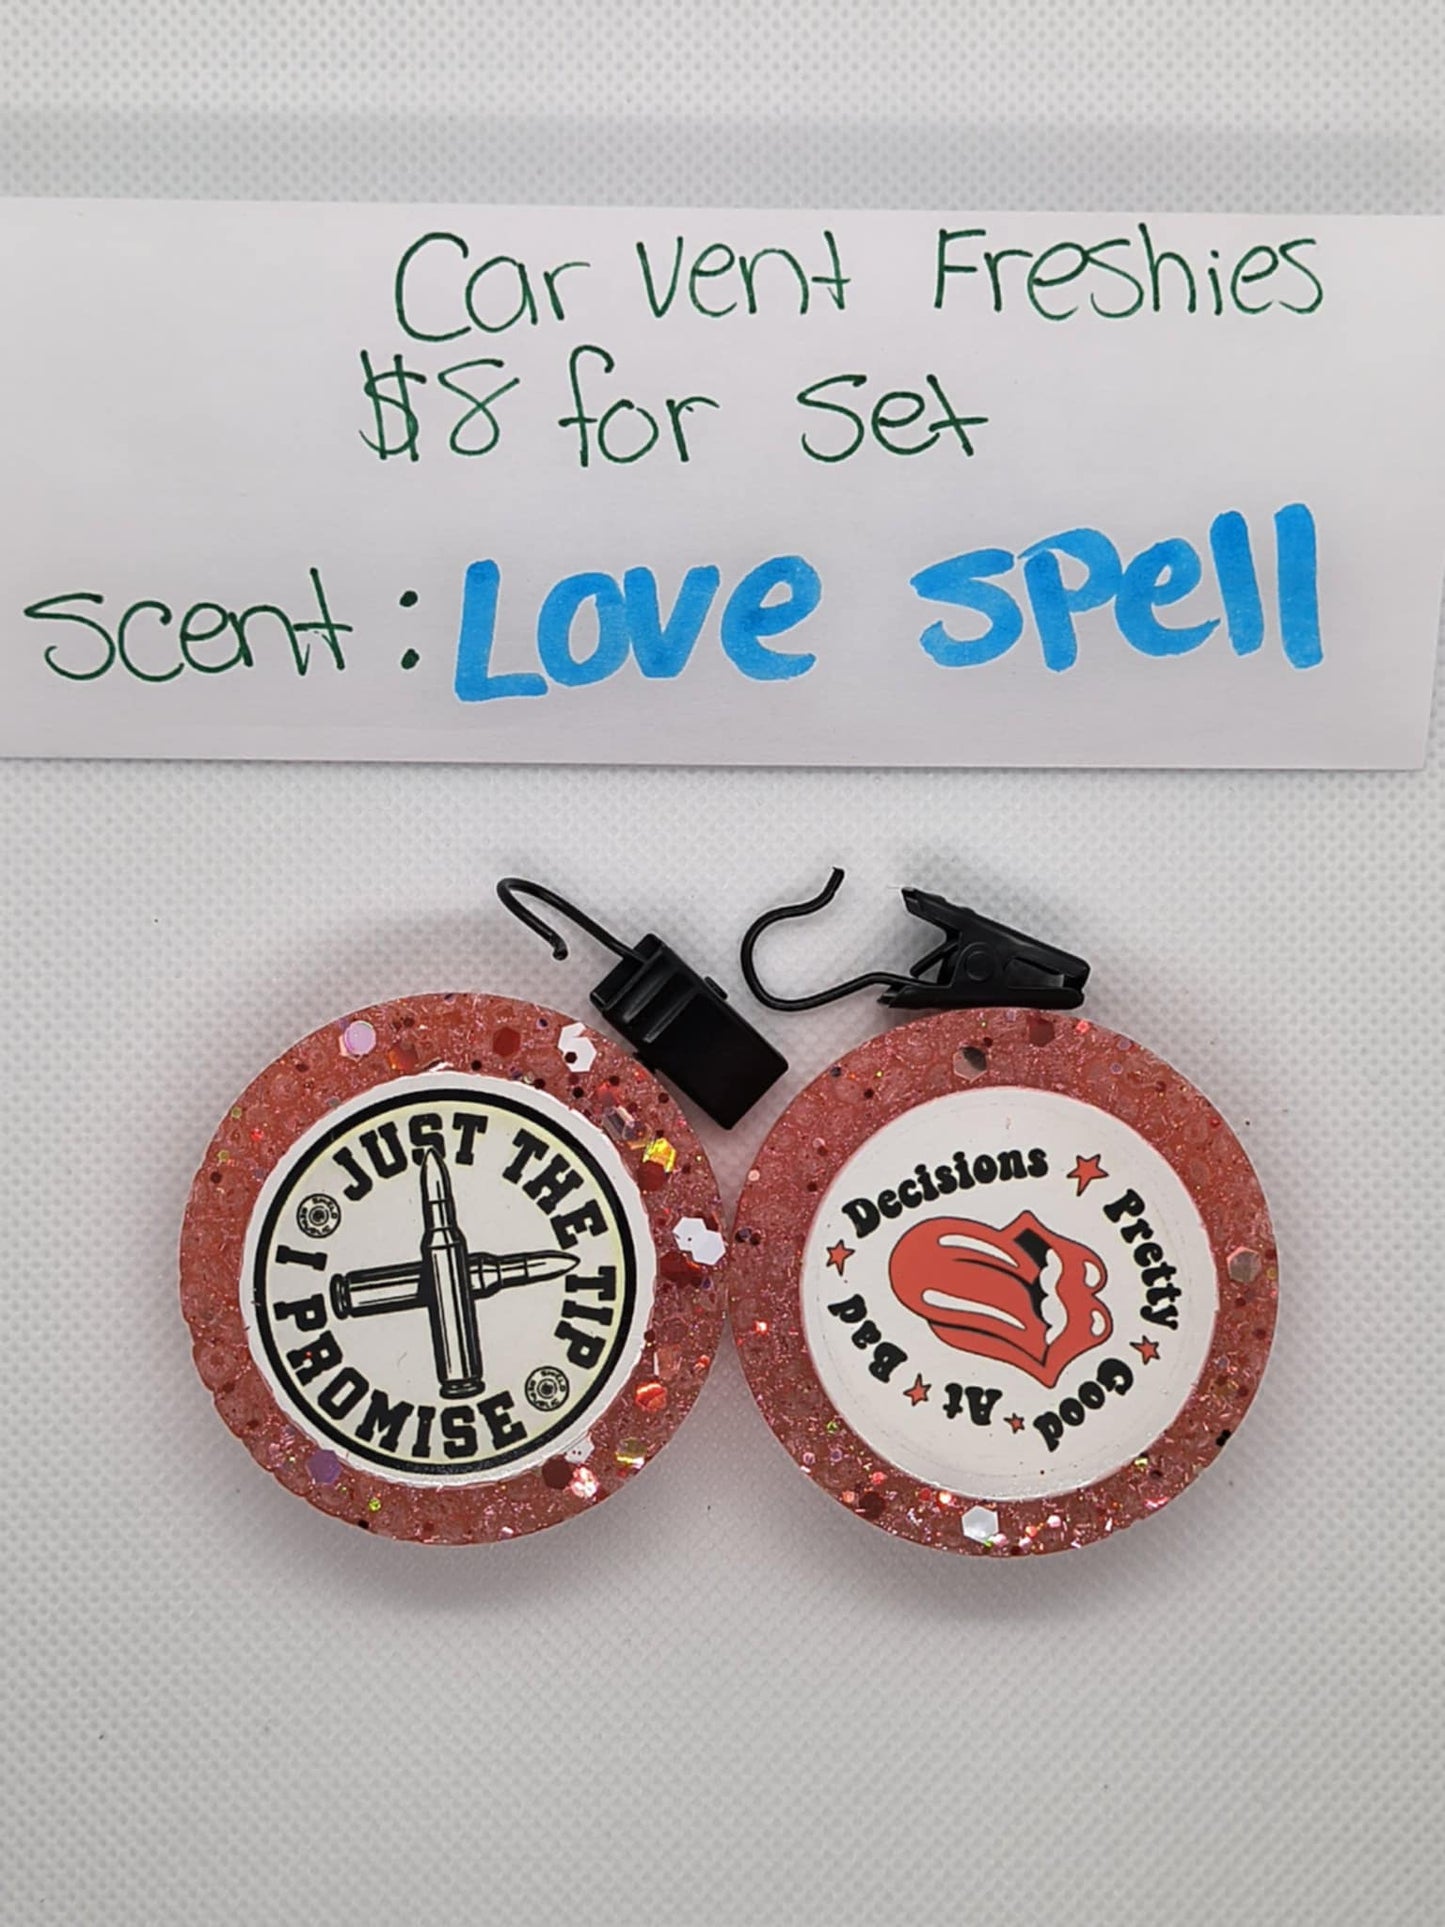 Car Vent Freshies
$8 for Set
Scent: Love Spell
JUST THE TIP
I PROMISE
Pretty Good At Bad Decisions